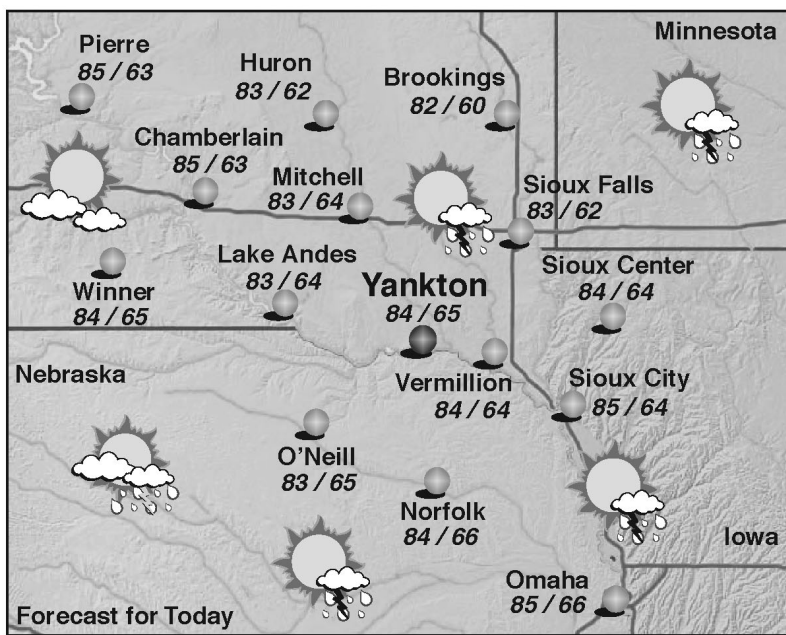 Pierre
85 / 63
Huron
83 / 62
Brookings
82 / 60
Minnesota
Chamberlain
85 / 63
Mitchell
83 / 64
Sioux Falls
83 / 62
Winner
84 / 65
Lake Andes
83 / 64
Yankton
84 / 65
Sioux Center
84 / 64
Nebraska
Vermillion
84 / 64
Sioux City
85 / 64
O'Neill
83 / 65
Norfolk
84 / 66
Iowa
Omaha
85 / 66
Forecast for Today